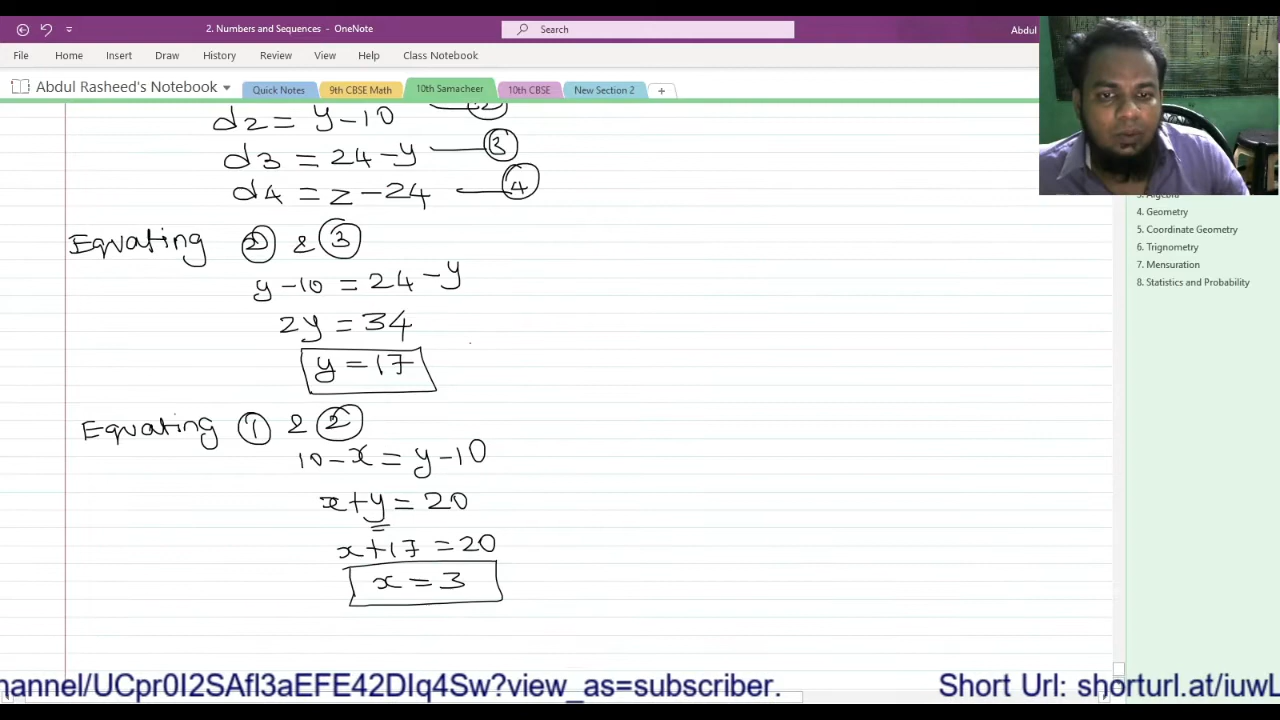 2. Numbers and Sequences - OneNote
Search
Abdul
File Home Insert Draw History Review View Help Class Notebook
Abdul Rasheed's Notebook
Quick Notes 9th CBSE Math 10th Samacheer 10th CBSE New Section 2 +
d2 = y-10
d3 = 24-y 3
d4 = z-24 4
Equating 2 & 3
y-10 = 24-y
2y = 34
y = 17
Equating 1 & 2
10-x = y-10
x+y = 20
x+17 = 20
x = 3
4. Geometry
5. Coordinate Geometry
6. Trignometry
7. Mensuration
8. Statistics and Probability
hannel/UCpr0I2SAfl3aEFE42DIq4Sw?view_as=subscriber. Short Url: shorturl.at/iuwL